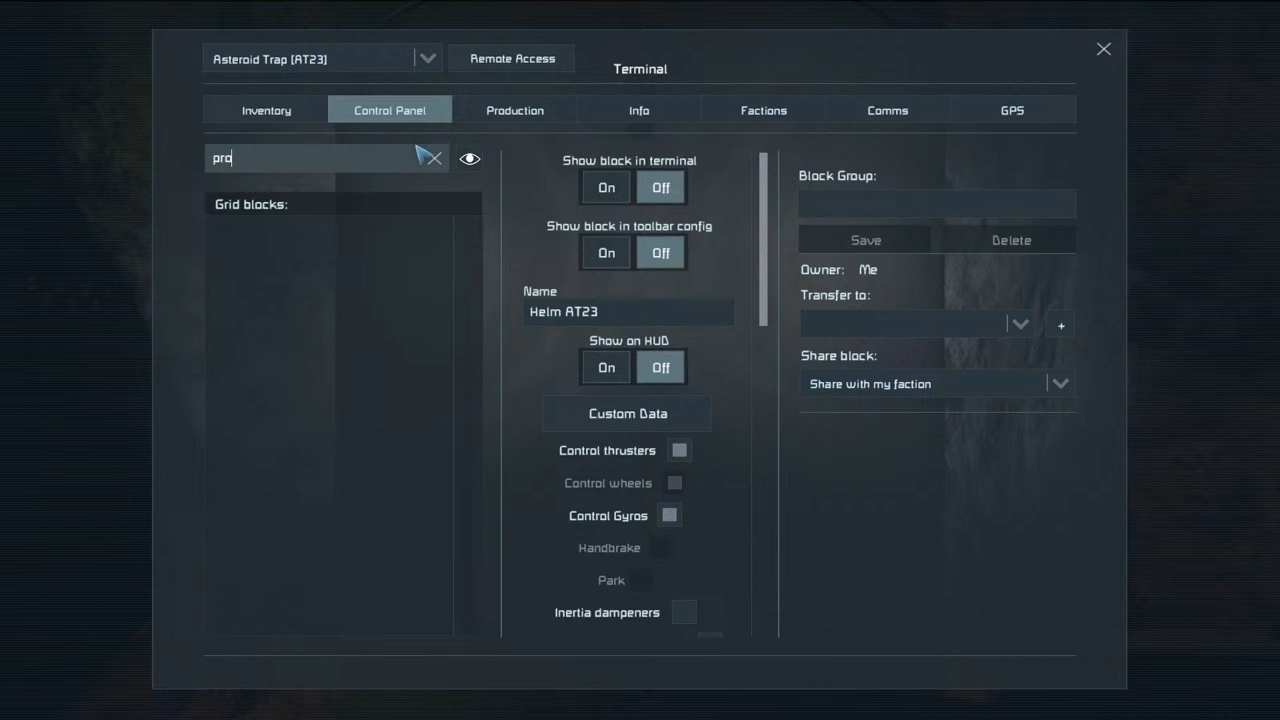 Asteroid Trap [AT23]
Remote Access
Terminal
Inventory
Control Panel
Production
Info
Factions
Comms
GPS
pro
Grid blocks:
Show block in terminal
On
Off
Show block in toolbar config
On
Off
Name
Helm AT23
Show on HUD
On
Off
Custom Data
Control thrusters
Control wheels
Control Gyros
Handbrake
Park
Inertia dampeners
Block Group:
Save
Delete
Owner: Me
Transfer to:
+
Share block:
Share with my faction